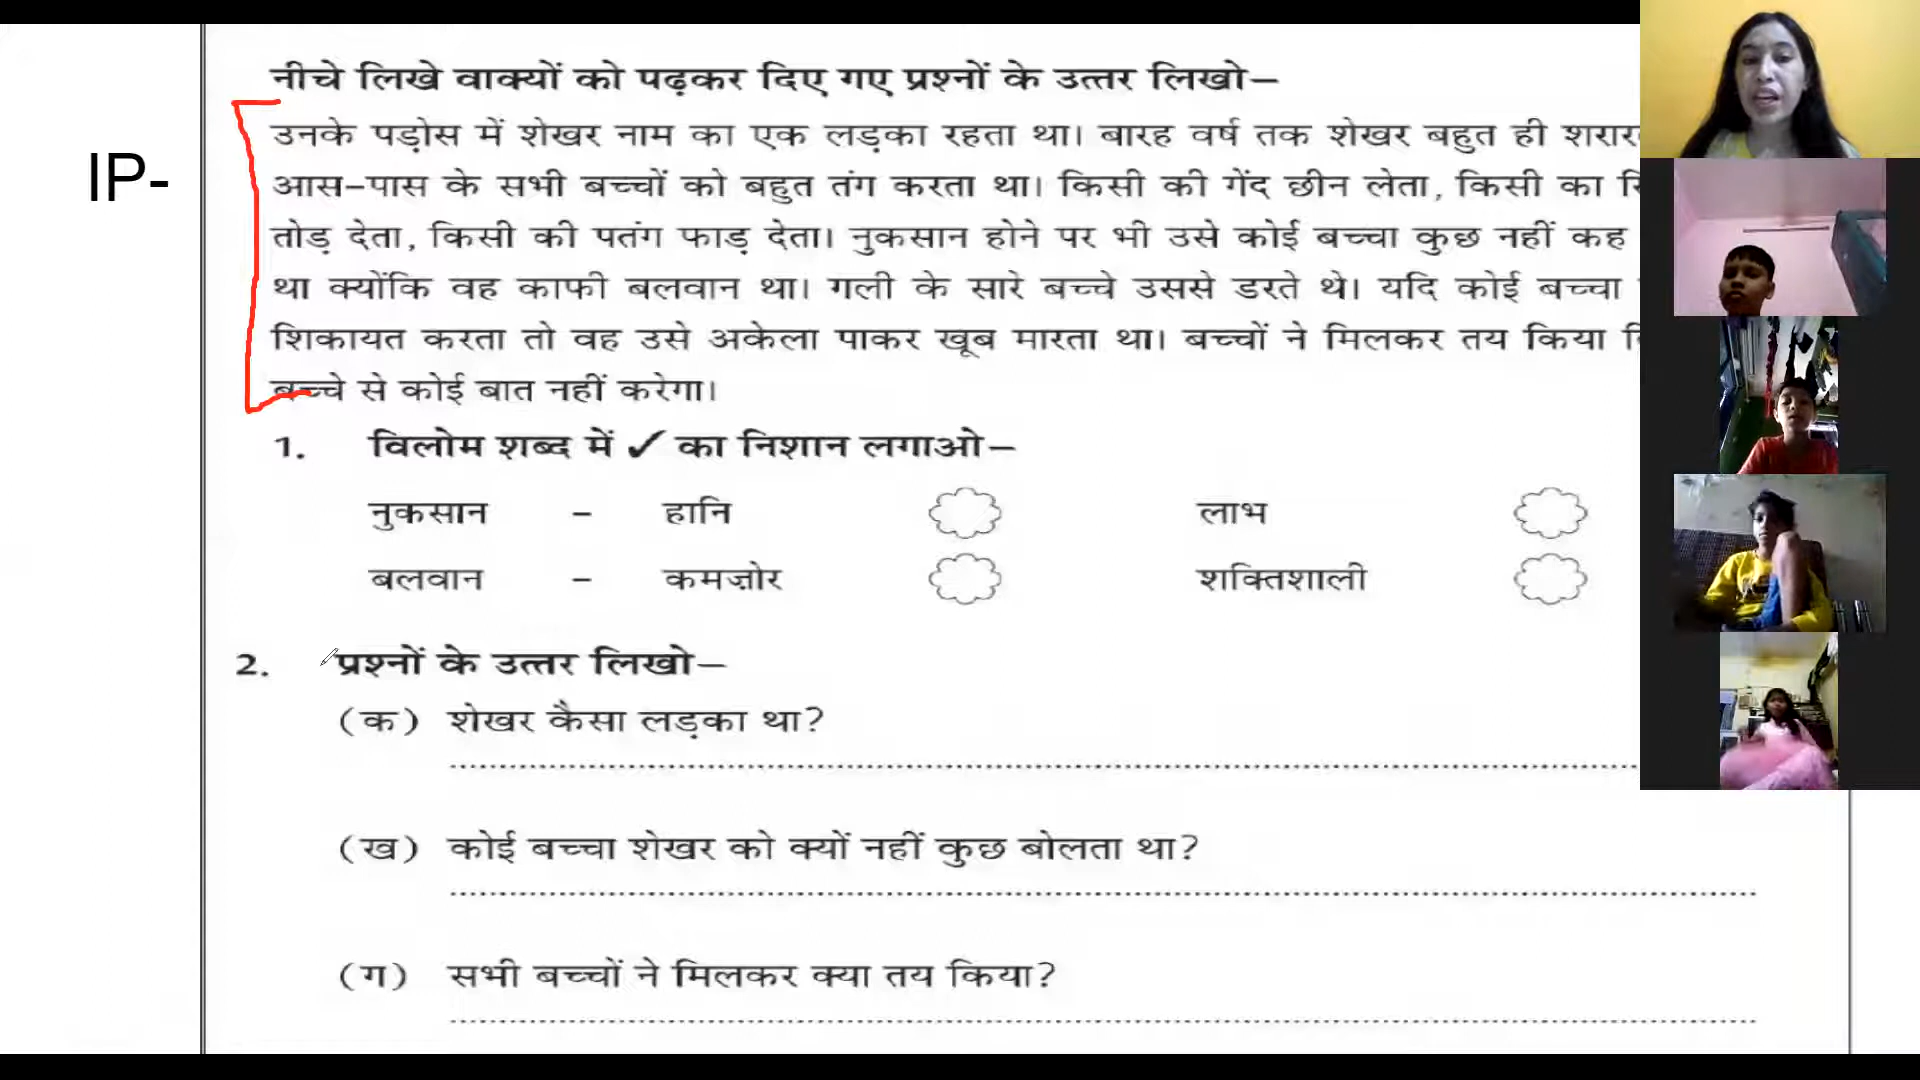 नीचे लिखे वाक्यों को पढ़कर दिए गए प्रश्नों के उत्तर लिखो–
उनके पड़ोस में शेखर नाम का एक लड़का रहता था। बारह वर्ष तक शेखर बहुत ही
IP-
आस–पास के सभी बच्चों को बहुत तंग करता था। किसी की गेंद छीन लेता, किसी का
तोड़ देता, किसी की पतंग फाड़ देता। नुकसान होने पर भी उसे कोई बच्चा कुछ नहीं कह
था क्योंकि वह काफी बलवान था। गली के सारे बच्चे उससे डरते थे। यदि कोई बच्चा
शिकायत करता तो वह उसे अकेला पाकर खूब मारता था। बच्चों ने मिलकर तय किया
बच्चे से कोई बात नहीं करेगा।
1. विलोम शब्द में ✓ का निशान लगाओ–
नुकसान – हानि लाभ
बलवान – कमज़ोर शक्तिशाली
2. प्रश्नों के उत्तर लिखो–
(क) शेखर कैसा लड़का था?
(ख) कोई बच्चा शेखर को क्यों नहीं कुछ बोलता था?
(ग) सभी बच्चों ने मिलकर क्या तय किया?